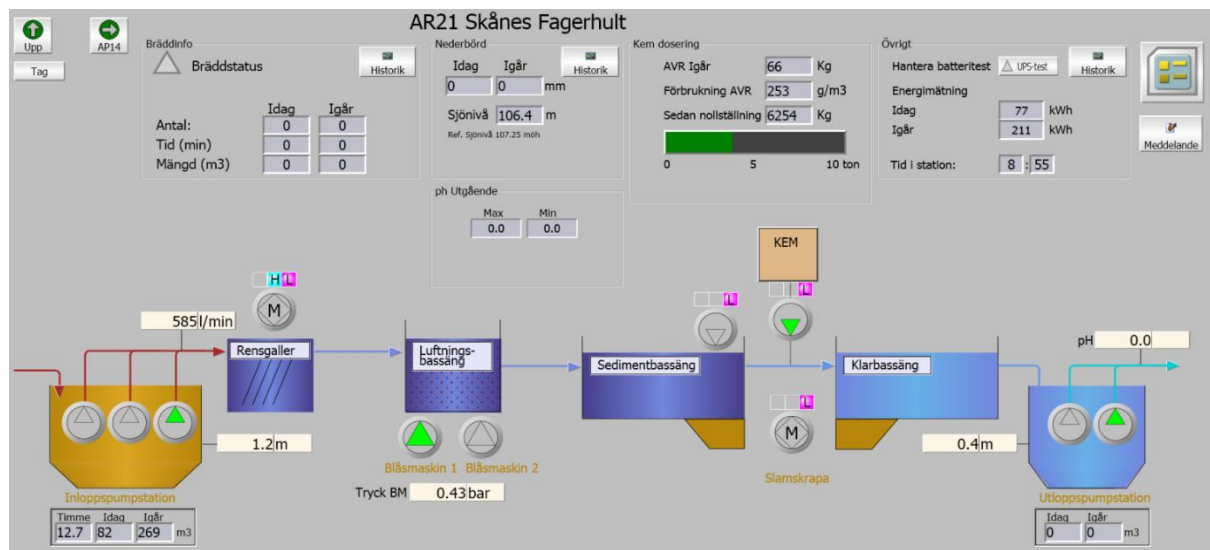 AR21 Skånes Fagerhult
Upp
AP14
Tag
Bräddinfo
Bräddstatus
Historik
Idag Igår
Antal: 0 0
Tid (min) 0 0
Mängd (m3) 0 0
Nederbörd
Idag Igår
Historik
0 0 mm
Sjönivå 106.4 m
Ref. Sjönivå 107.25 möh
ph Utgående
Max Min
0.0 0.0
Kem dosering
AVR Igår 66 Kg
Förbrukning AVR 253 g/m3
Sedan nollställning 6254 Kg
0 5 10 ton
Övrigt
Hantera batteritest UPS-test Historik
Energimätning
Idag 77 kWh
Igår 211 kWh
Tid i station: 8 : 55
Meddelande
KEM
H L
M
L
L
585 l/min
Rensgaller
Luftnings-
bassäng
Sedimentbassäng
Klarbassäng
pH 0.0
L
M
1.2 m
0.4 m
Blåsmaskin 1 Blåsmaskin 2
Slamskrapa
Tryck BM 0.43 bar
Inloppspumpstation
Timme Idag Igår
12.7 82 269 m3
Utloppspumpstation
Idag Igår
0 0 m3